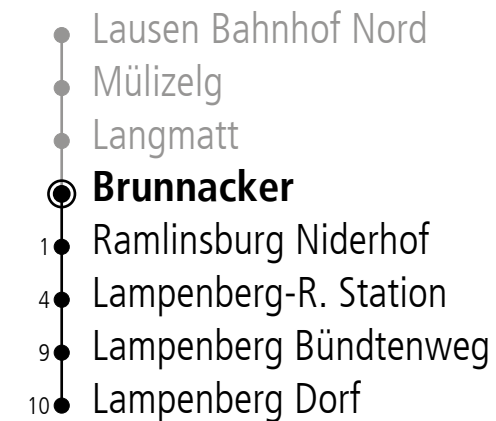 Lausen Bahnhof Nord
Mülizelg
Langmatt
Brunnacker
1 Ramlinsburg Niderhof
4 Lampenberg-R. Station
9 Lampenberg Bündtenweg
10 Lampenberg Dorf